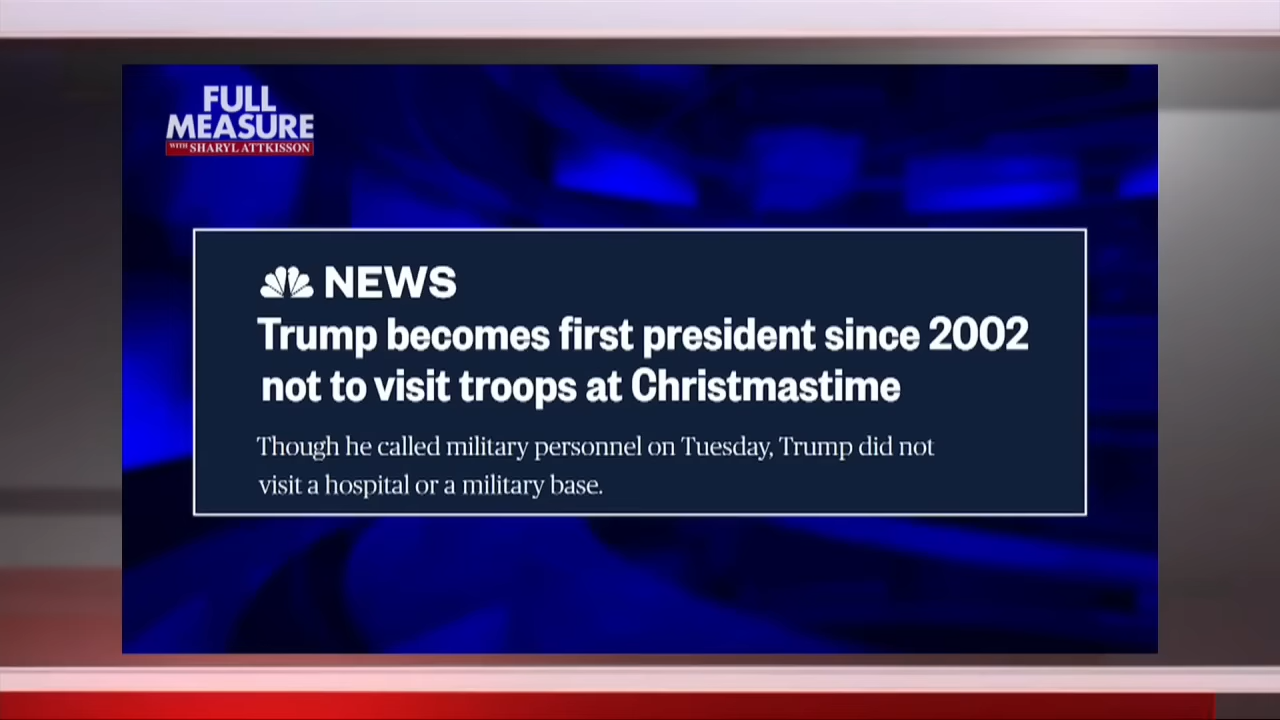 FULL
MEASURE
WITH SHARYL ATTKISSON
NEWS
Trump becomes first president since 2002
not to visit troops at Christmastime
Though he called military personnel on Tuesday, Trump did not
visit a hospital or a military base.